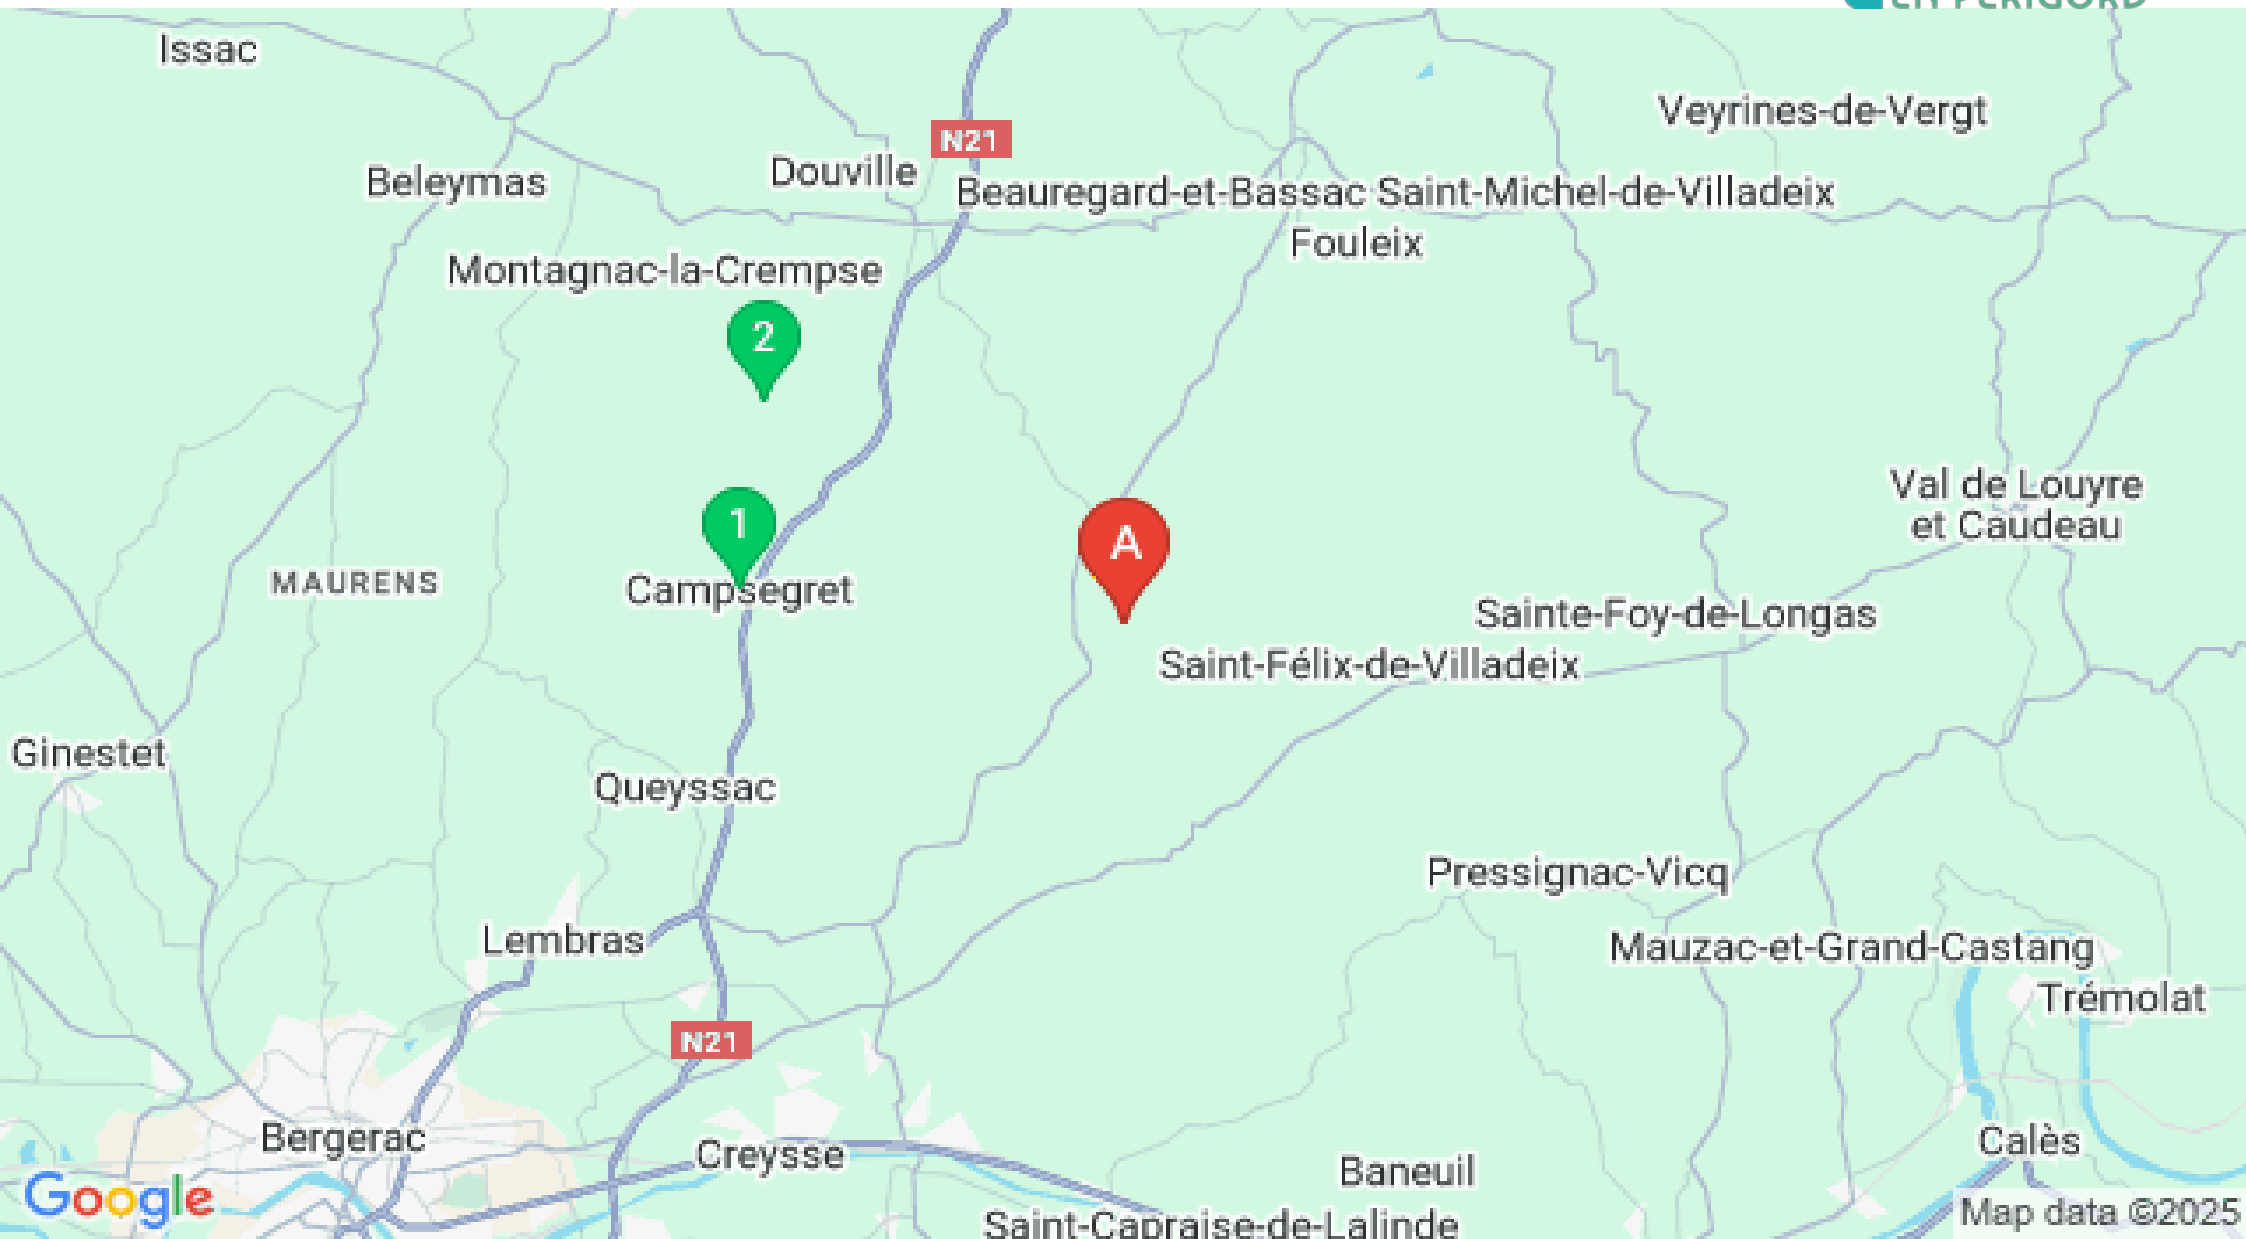 EN PÉRIGORD
Issac
Veyrines-de-Vergt
N21
Douville
Beleymas
Beauregard-et-Bassac
Saint-Michel-de-Villadeix
Fouleix
Montagnac-la-Crempse
2
Val de Louyre
et Caudeau
1
A
MAURENS
Campsegret
Sainte-Foy-de-Longas
Saint-Félix-de-Villadeix
Ginestet
Queyssac
Pressignac-Vicq
Lembras
Mauzac-et-Grand-Castang
Trémolat
N21
Bergerac
Creysse
Calès
Baneuil
Google
Saint-Capraise-de-Lalinde
Map data ©2025